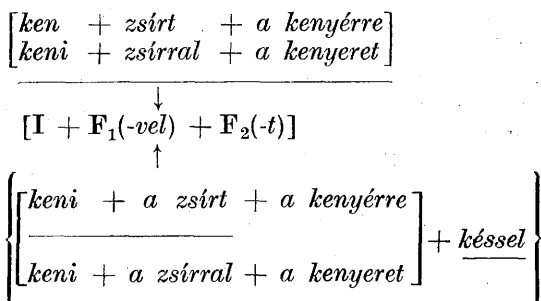 [ken + zsírt + a kenyérre
keni + zsírral + a kenyeret]
↓
[I + F₁(-vel) + F₂(-t)]
↑
{[keni + a zsírt + a kenyérre
keni + a zsírral + a kenyeret] + késsel}